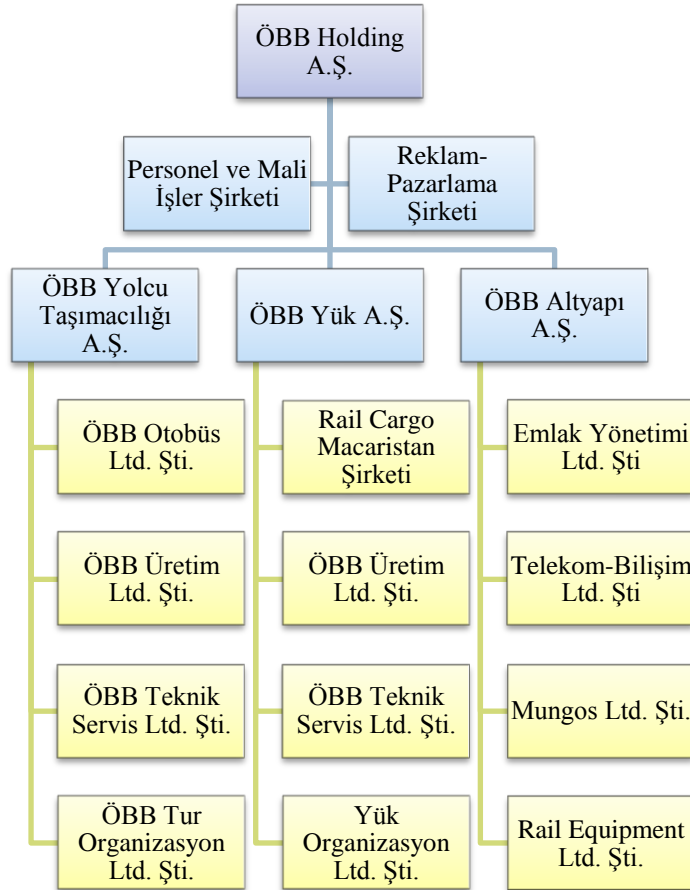 ÖBB Holding
A.Ş.
Personel ve Mali
İşler Şirketi
Reklam-
Pazarlama
Şirketi
ÖBB Yolcu
Taşımacılığı
A.Ş.
ÖBB Yük A.Ş.
ÖBB Altyapı
A.Ş.
ÖBB Otobüs
Ltd. Şti.
Rail Cargo
Macaristan
Şirketi
Emlak Yönetimi
Ltd. Şti
ÖBB Üretim
Ltd. Şti.
ÖBB Üretim
Ltd. Şti.
Telekom-Bilişim
Ltd. Şti
ÖBB Teknik
Servis Ltd. Şti.
ÖBB Teknik
Servis Ltd. Şti.
Mungos Ltd. Şti.
ÖBB Tur
Organizasyon
Ltd. Şti.
Yük
Organizasyon
Ltd. Şti.
Rail Equipment
Ltd. Şti.